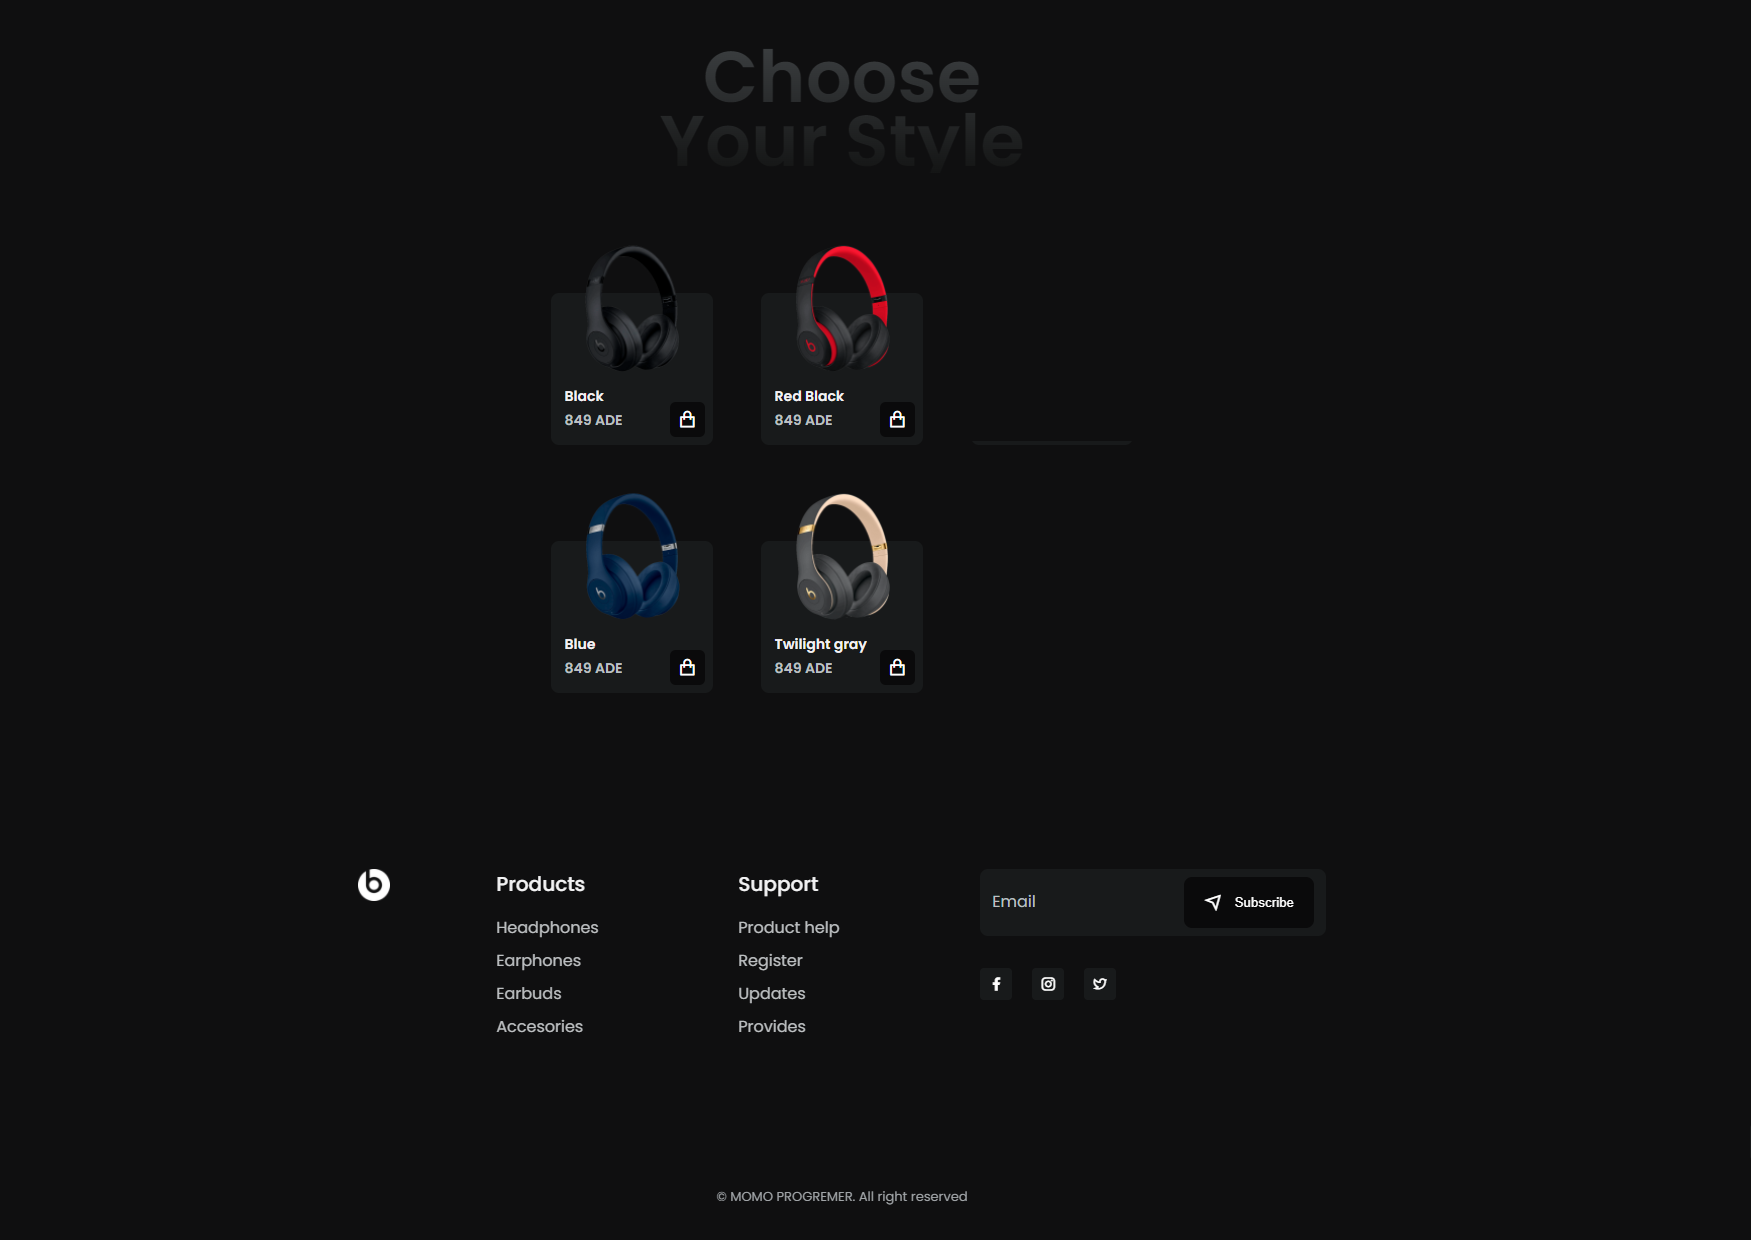 Choose
Your Style
Black
849 ADE
Red Black
849 ADE
Blue
849 ADE
Twilight gray
849 ADE
Products
Headphones
Earphones
Earbuds
Accesories
Support
Product help
Register
Updates
Provides
Email
Subscribe
© MOMO PROGREMER. All right reserved